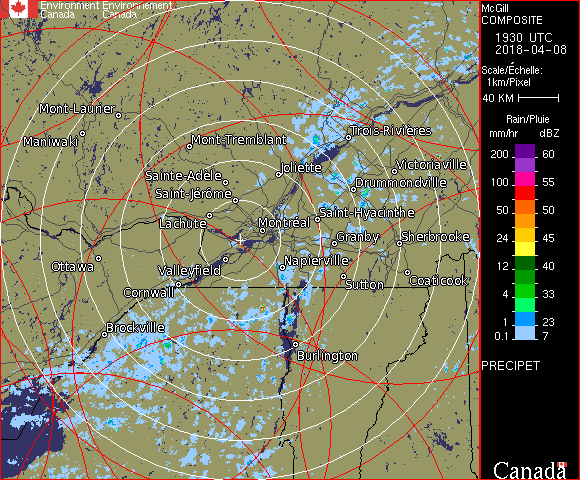 Environment Environnement
Canada Canada
McGill
COMPOSITE
1930 UTC
2018-04-08
Scale/Échelle:
1km/Pixel
40 KM
Rain/Pluie
mm/hr dBZ
200 60
150 55
100 55
50 50
24 45
12 40
4 33
1 23
0.1 7
PRECIPET
Canada
Mont-Laurier
Maniwaki
Mont-Tremblant
Trois-Rivières
Sainte-Adèle
Joliette
Victoriaville
Saint-Jérôme
Drummondville
Lachute
Saint-Hyacinthe
Montréal
Granby
Sherbrooke
Ottawa
Valleyfield
Napierville
Cornwall
Sutton
Coaticook
Brockville
Burlington